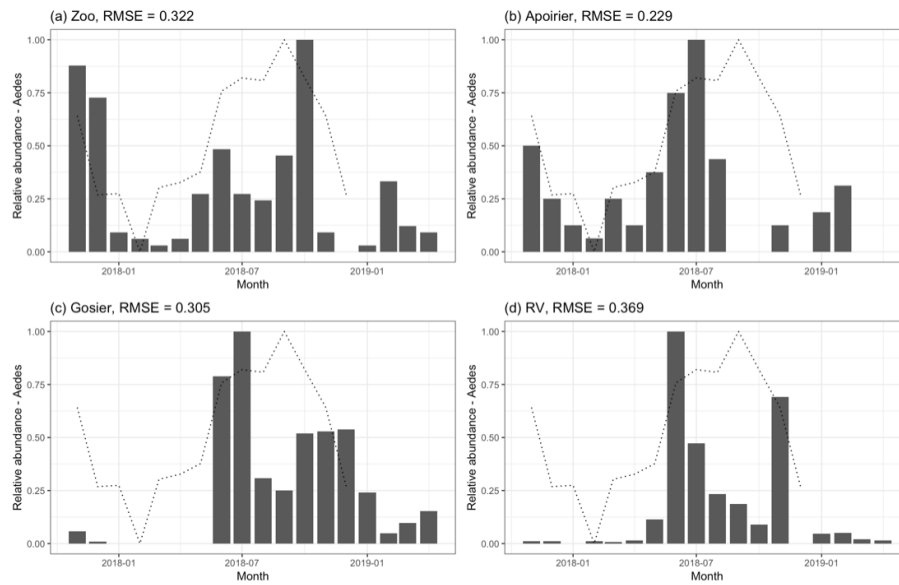 (a) Zoo, RMSE = 0.322
1.00
0.75
0.50
0.25
0.00
Relative abundance - Aedes
2018-01
2018-07
2019-01
Month
(b) Apoirier, RMSE = 0.229
1.00
0.75
0.50
0.25
0.00
Relative abundance - Aedes
2018-01
2018-07
2019-01
Month
(c) Gosier, RMSE = 0.305
1.00
0.75
0.50
0.25
0.00
Relative abundance - Aedes
2018-01
2018-07
2019-01
Month
(d) RV, RMSE = 0.369
1.00
0.75
0.50
0.25
0.00
Relative abundance - Aedes
2018-01
2018-07
2019-01
Month